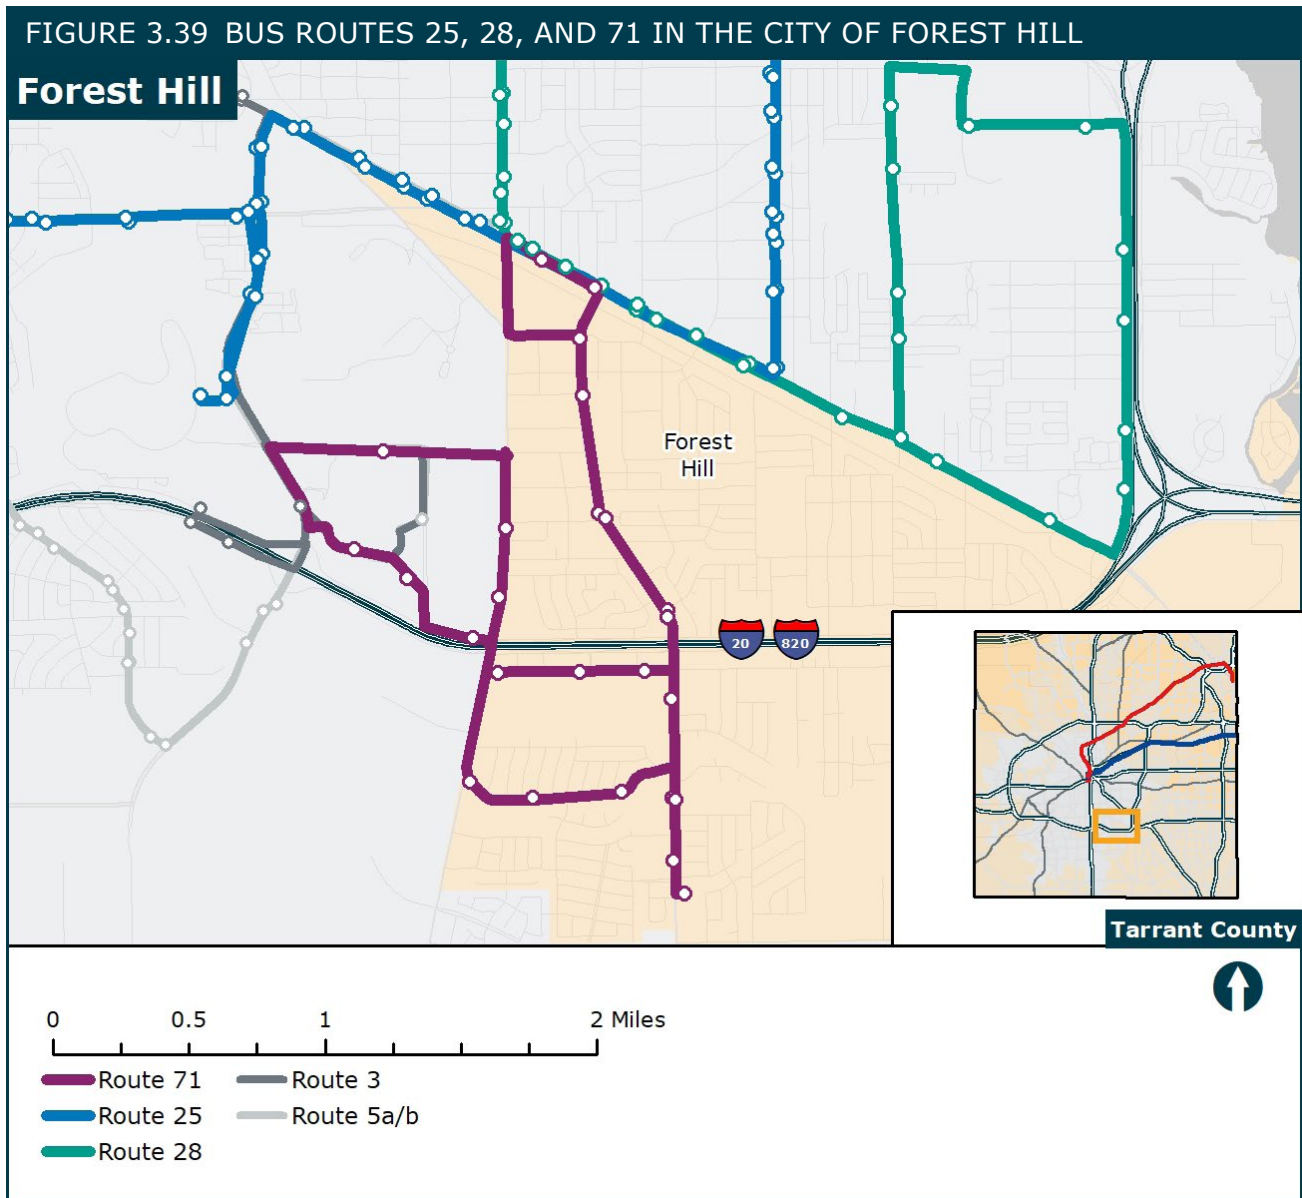 FIGURE 3.39 BUS ROUTES 25, 28, AND 71 IN THE CITY OF FOREST HILL
Forest Hill
Forest
Hill
20
820
Tarrant County
0 0.5 1 2 Miles
Route 71 Route 3
Route 25 Route 5a/b
Route 28